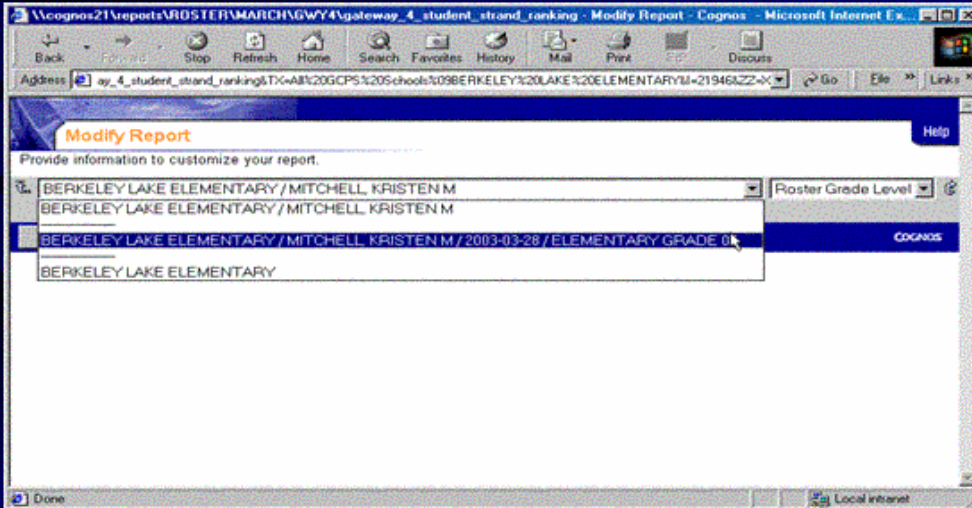 \\cognos21\reports\ROSTER\MARCH\GWY4\gateway_4_student_strand_ranking - Modify Report - Cognos - Microsoft Internet Ex...
Back Forward Stop Refresh Home Search Favorites History Mail Print Edit Discuss
Address ay_4_student_strand_ranking&TX=All%20GCPS%20Schools%09BERKELEY%20LAKE%20ELEMENTARY&I=21946&ZZ=X Go File » Links »
Modify Report Help
Provide information to customize your report.
BERKELEY LAKE ELEMENTARY / MITCHELL, KRISTEN M Roster Grade Level
BERKELEY LAKE ELEMENTARY / MITCHELL, KRISTEN M
BERKELEY LAKE ELEMENTARY / MITCHELL, KRISTEN M / 2003-03-28 / ELEMENTARY GRADE 0
COGNOS
BERKELEY LAKE ELEMENTARY
Done Local intranet